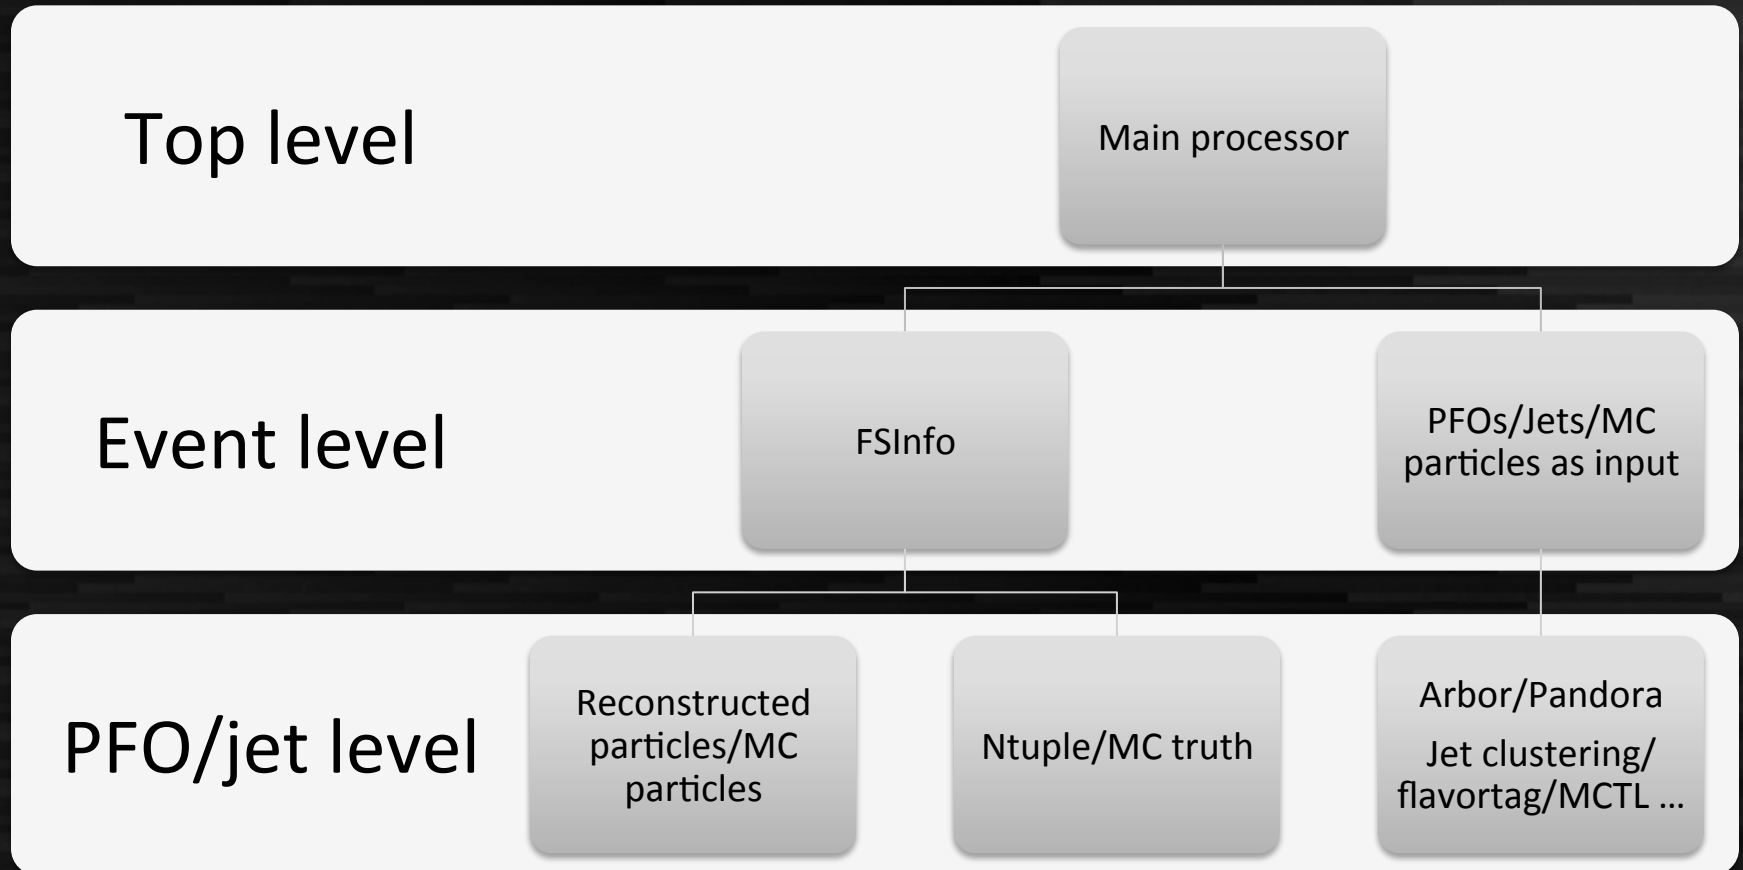 Top level
Main processor
Event level
FSInfo
PFOs/Jets/MC
particles as input
PFO/jet level
Reconstructed
particles/MC
particles
Ntuple/MC truth
Arbor/Pandora
Jet clustering/
flavortag/MCTL ...